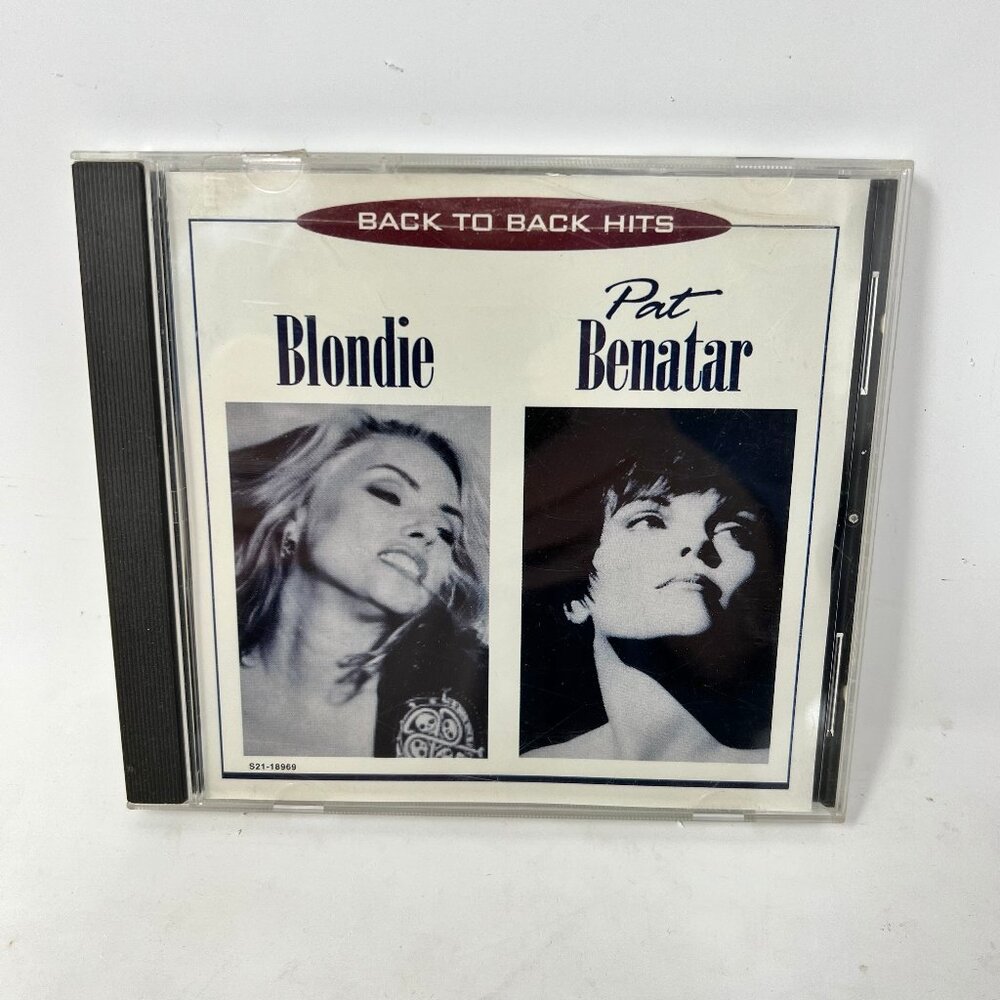 BACK TO BACK HITS
Blondie
Pat
Benatar
S21-18969